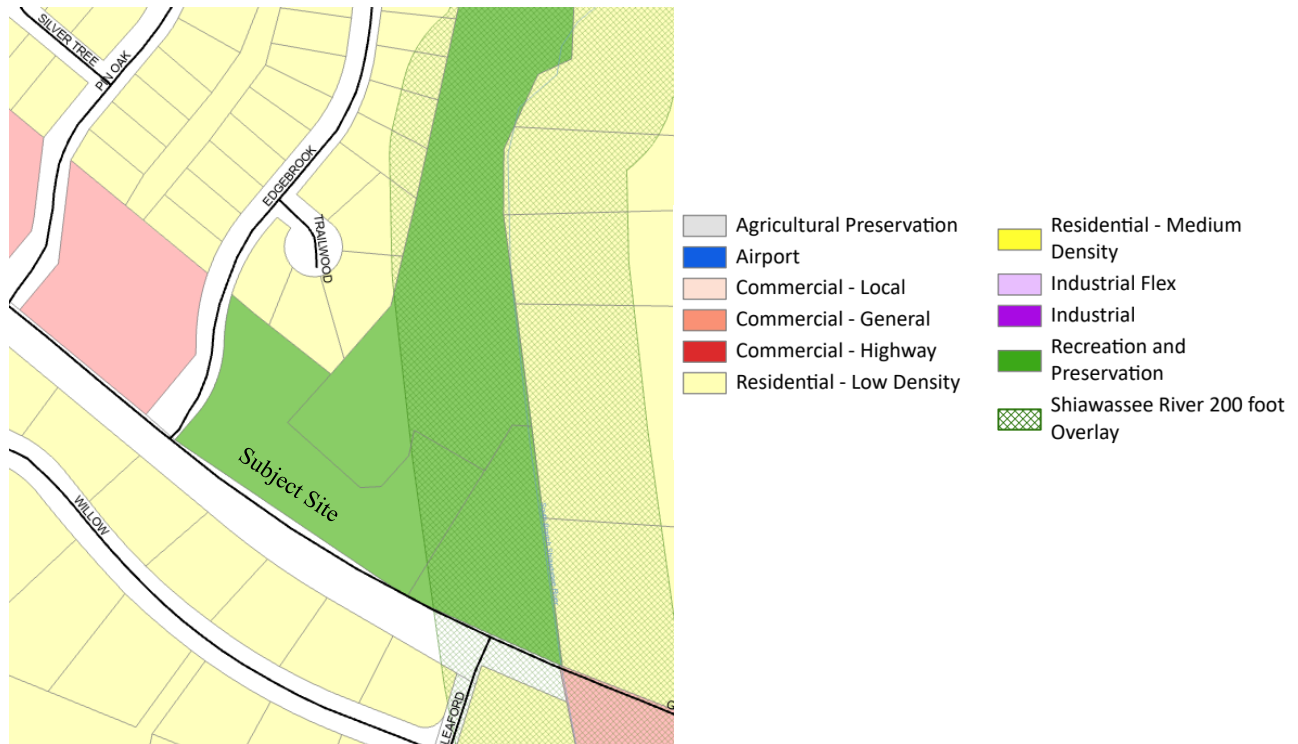 SILVER TREE
PIN OAK
EDGEBROOK
TRAILWOOD
Subject Site
WILLOW
LEAFORD
G
Agricultural Preservation
Airport
Commercial - Local
Commercial - General
Commercial - Highway
Residential - Low Density
Residential - Medium
Density
Industrial Flex
Industrial
Recreation and
Preservation
Shiawassee River 200 foot
Overlay